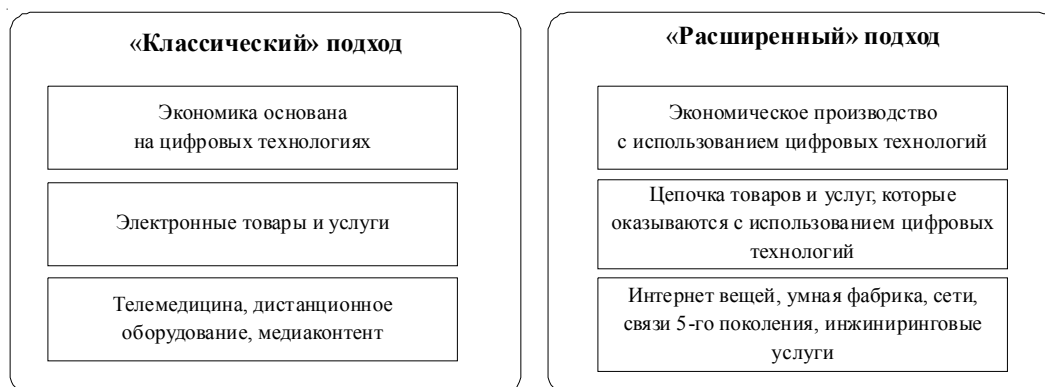 «Классический» подход
Экономика основана
на цифровых технологиях
Электронные товары и услуги
Телемедицина, дистанционное
оборудование, медиаконтент
«Расширенный» подход
Экономическое производство
с использованием цифровых технологий
Цепочка товаров и услуг, которые
оказываются с использованием цифровых
технологий
Интернет вещей, умная фабрика, сети,
связи 5-го поколения, инжиниринговые
услуги